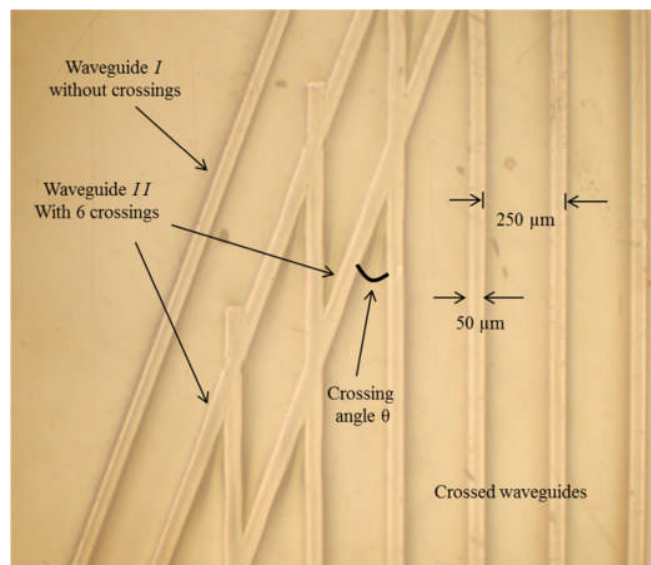 Waveguide I
without crossings
Waveguide II
With 6 crossings
250 µm
50 µm
Crossing
angle θ
Crossed waveguides